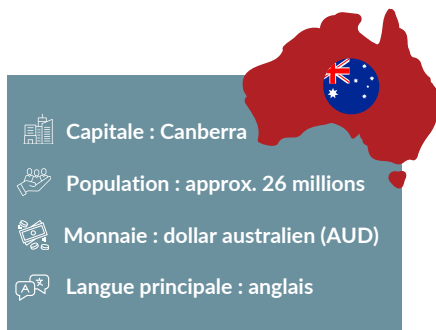 Capitale : Canberra
Population : approx. 26 millions
Monnaie : dollar australien (AUD)
Langue principale : anglais